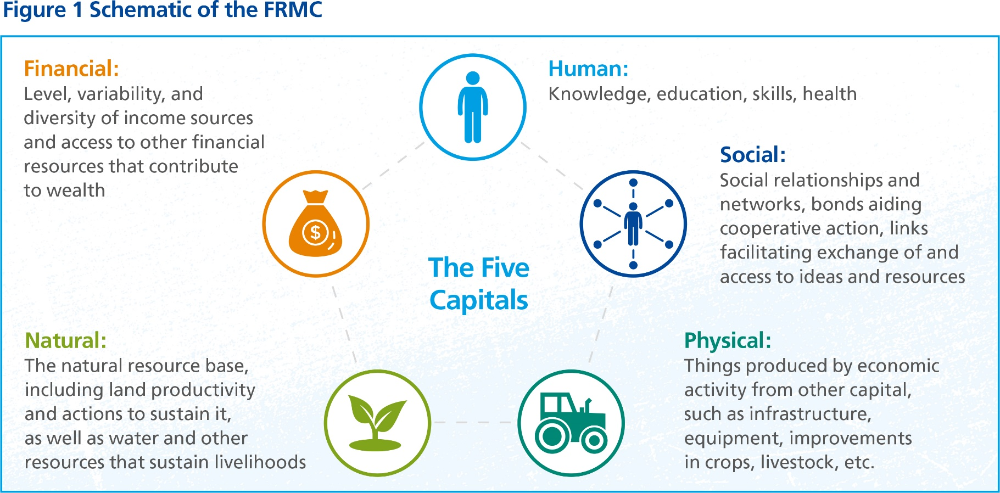 Figure 1 Schematic of the FRMC
Financial:
Level, variability, and
diversity of income sources
and access to other financial
resources that contribute
to wealth
Human:
Knowledge, education, skills, health
Social:
Social relationships and
networks, bonds aiding
cooperative action, links
facilitating exchange of and
access to ideas and resources
$
The Five
Capitals
Natural:
The natural resource base,
including land productivity
and actions to sustain it,
as well as water and other
resources that sustain livelihoods
Physical:
Things produced by economic
activity from other capital,
such as infrastructure,
equipment, improvements
in crops, livestock, etc.